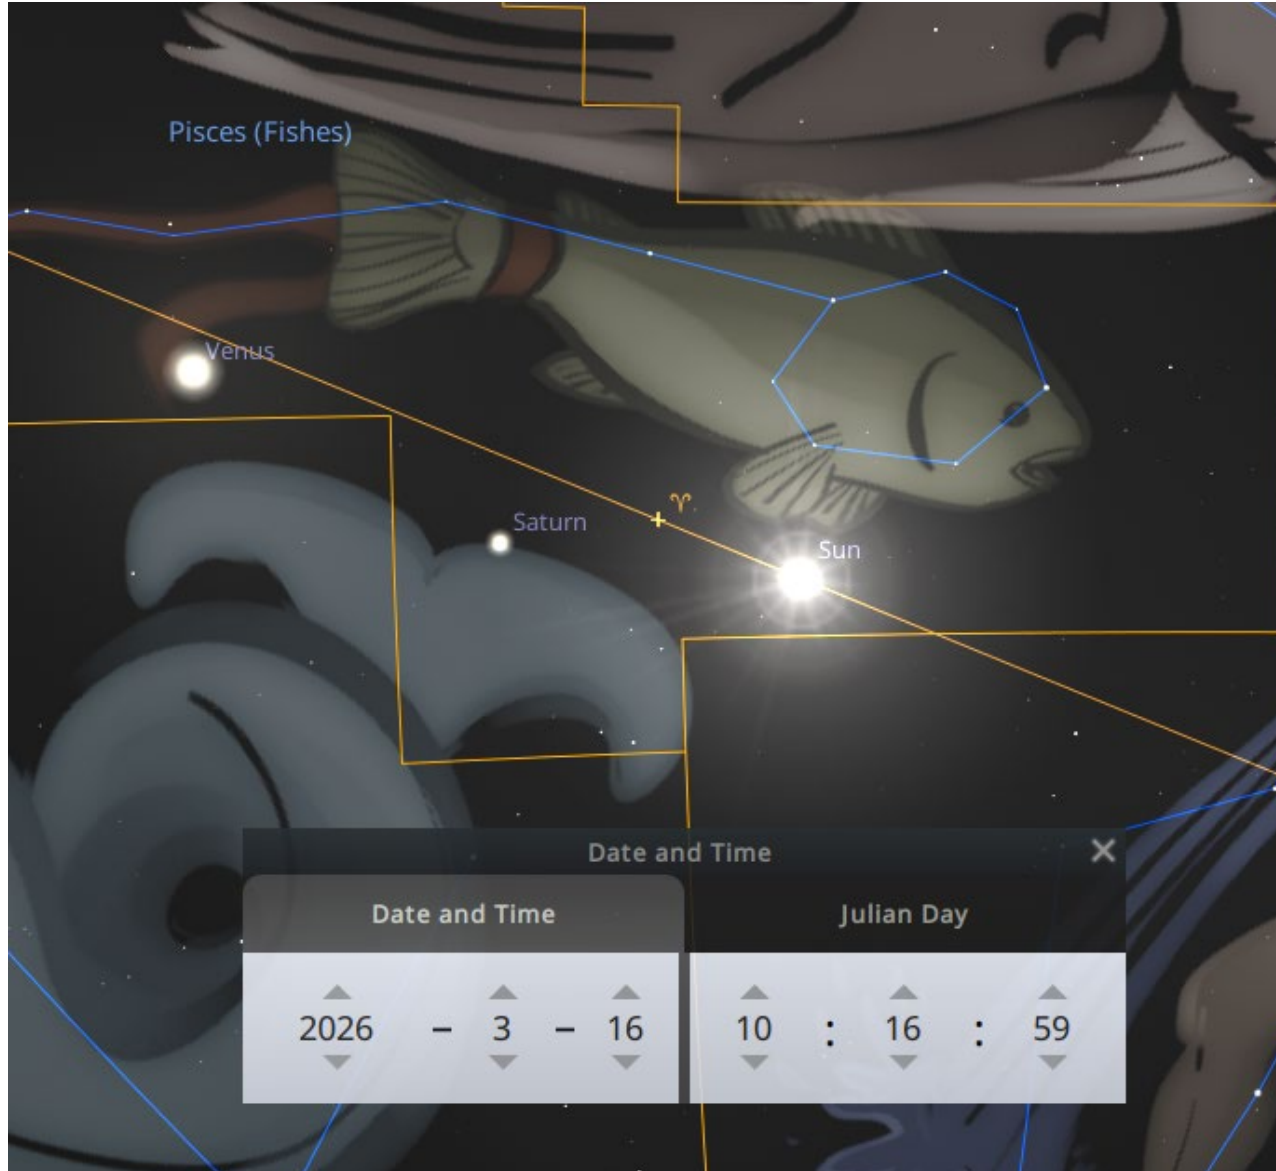 Pisces (Fishes)
Venus
♈
Saturn
Sun
Date and Time
Date and Time
Julian Day
2026 – 3 – 16
10 : 16 : 59